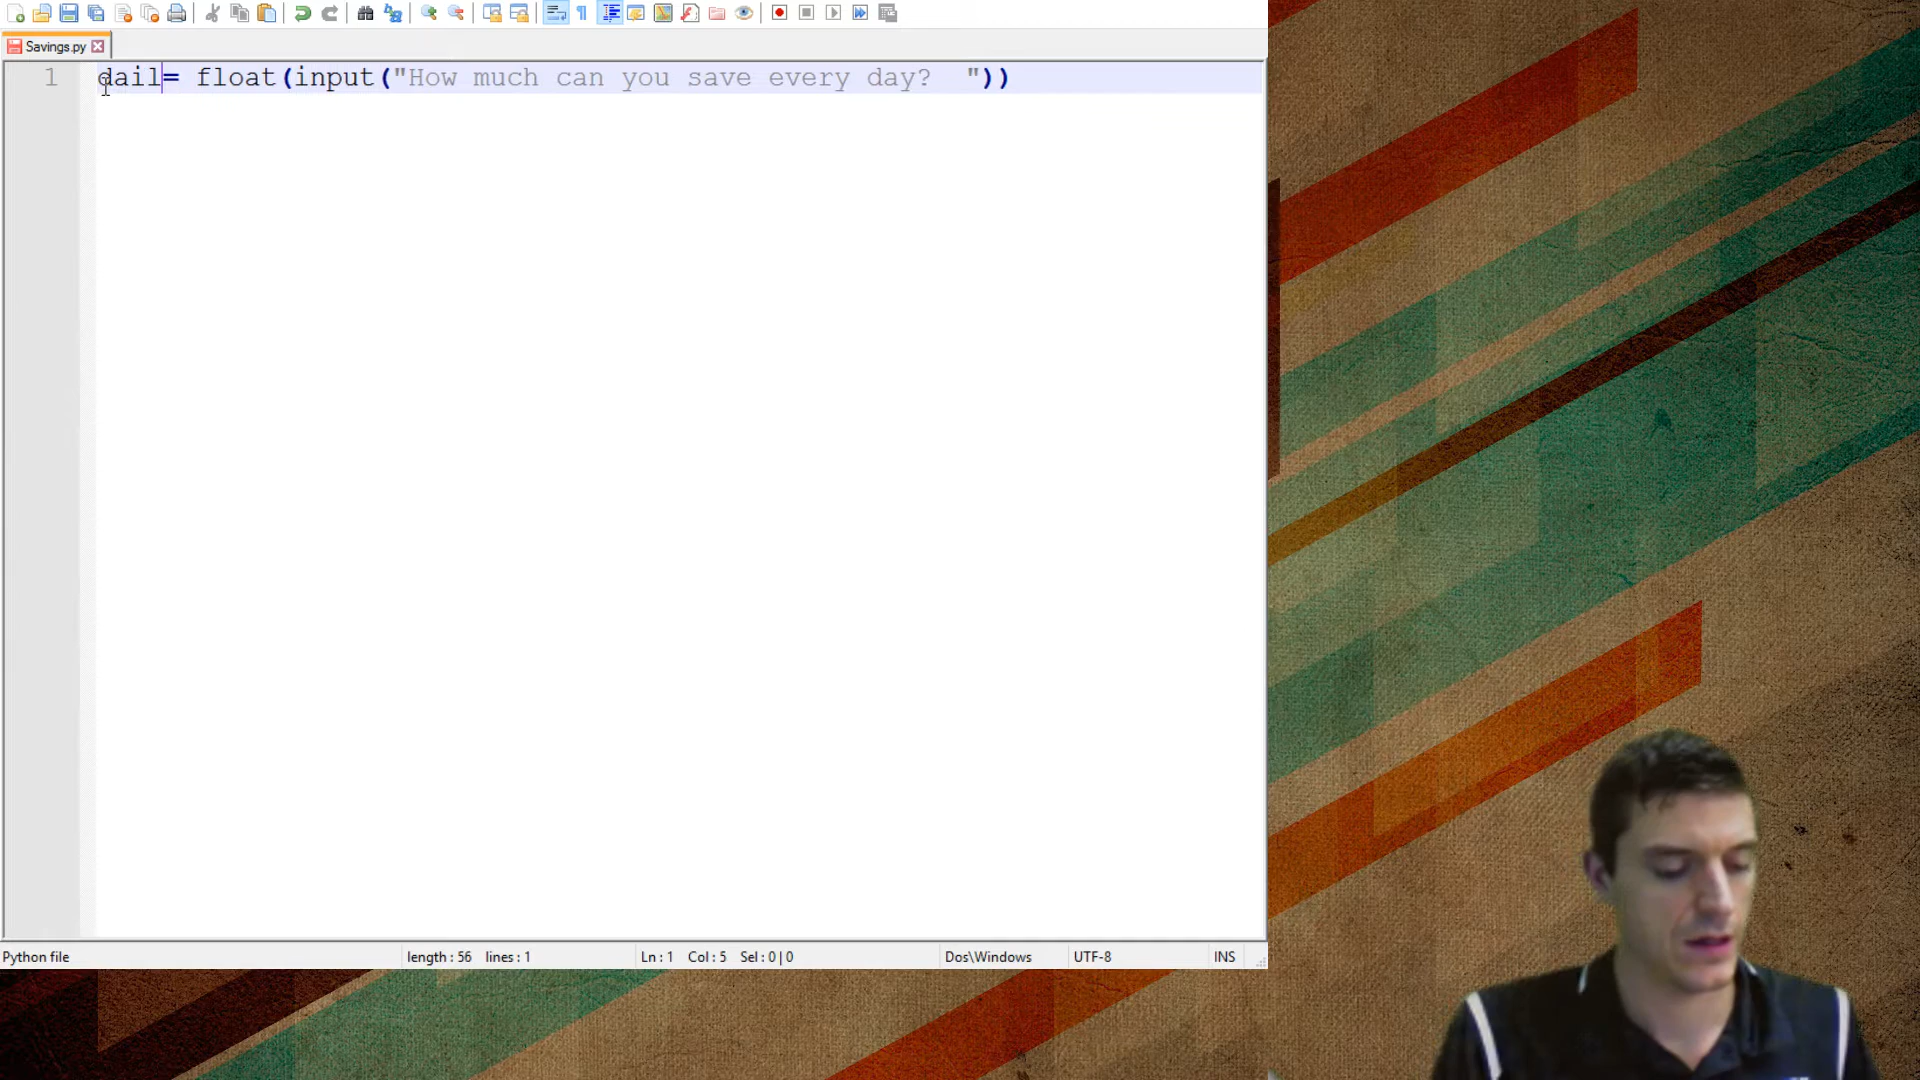 Savings.py
1 dail= float(input("How much can you save every day?  "))
Python file length : 56 lines : 1 Ln : 1 Col : 5 Sel : 0 | 0 Dos\Windows UTF-8 INS